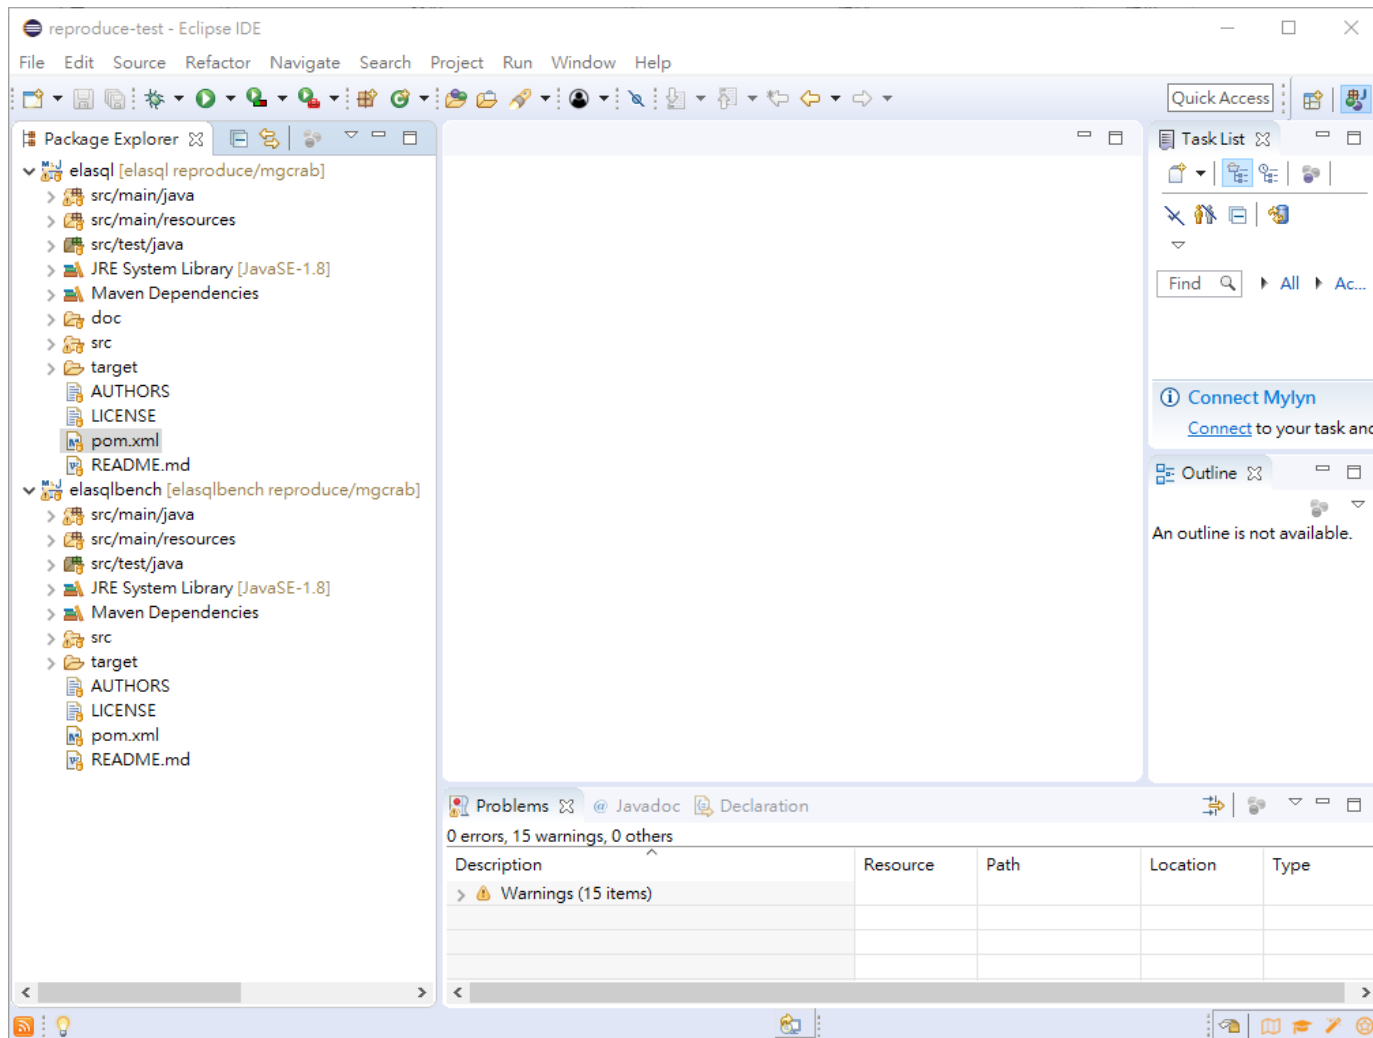 reproduce-test - Eclipse IDE
File Edit Source Refactor Navigate Search Project Run Window Help
Quick Access
Package Explorer
elasql [elasql reproduce/mgcrab]
src/main/java
src/main/resources
src/test/java
JRE System Library [JavaSE-1.8]
Maven Dependencies
doc
src
target
AUTHORS
LICENSE
pom.xml
README.md
elasqlbench [elasqlbench reproduce/mgcrab]
src/main/java
src/main/resources
src/test/java
JRE System Library [JavaSE-1.8]
Maven Dependencies
src
target
AUTHORS
LICENSE
pom.xml
README.md
Task List
Find All Ac...
Connect Mylyn
Connect to your task and
Outline
An outline is not available.
Problems @ Javadoc Declaration
0 errors, 15 warnings, 0 others
Description Resource Path Location Type
Warnings (15 items)